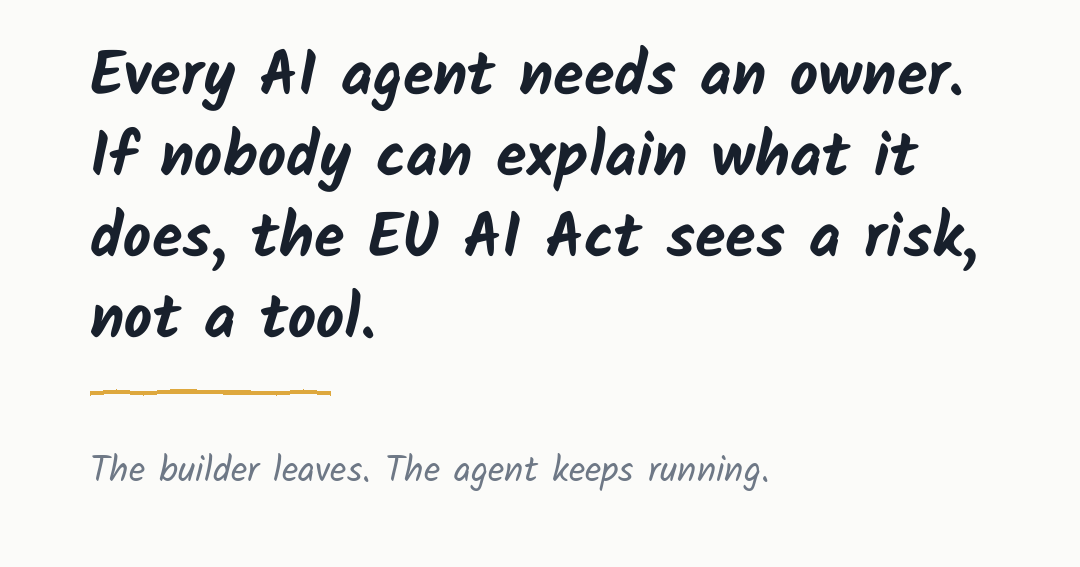 Every AI agent needs an owner.
If nobody can explain what it
does, the EU AI Act sees a risk,
not a tool.
The builder leaves. The agent keeps running.